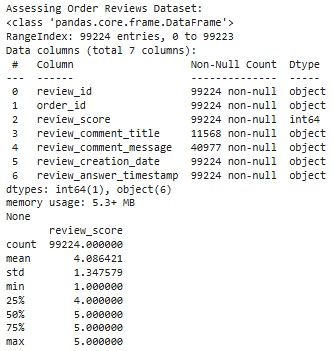 Assessing Order Reviews Dataset:
<class 'pandas.core.frame.DataFrame'>
RangeIndex: 99224 entries, 0 to 99223
Data columns (total 7 columns):
 #   Column                   Non-Null Count  Dtype
---  ------                   --------------  -----
 0   review_id                99224 non-null  object
 1   order_id                 99224 non-null  object
 2   review_score             99224 non-null  int64
 3   review_comment_title     11568 non-null  object
 4   review_comment_message   40977 non-null  object
 5   review_creation_date     99224 non-null  object
 6   review_answer_timestamp  99224 non-null  object
dtypes: int64(1), object(6)
memory usage: 5.3+ MB
None
       review_score
count  99224.000000
mean       4.086421
std        1.347579
min        1.000000
25%        4.000000
50%        5.000000
75%        5.000000
max        5.000000